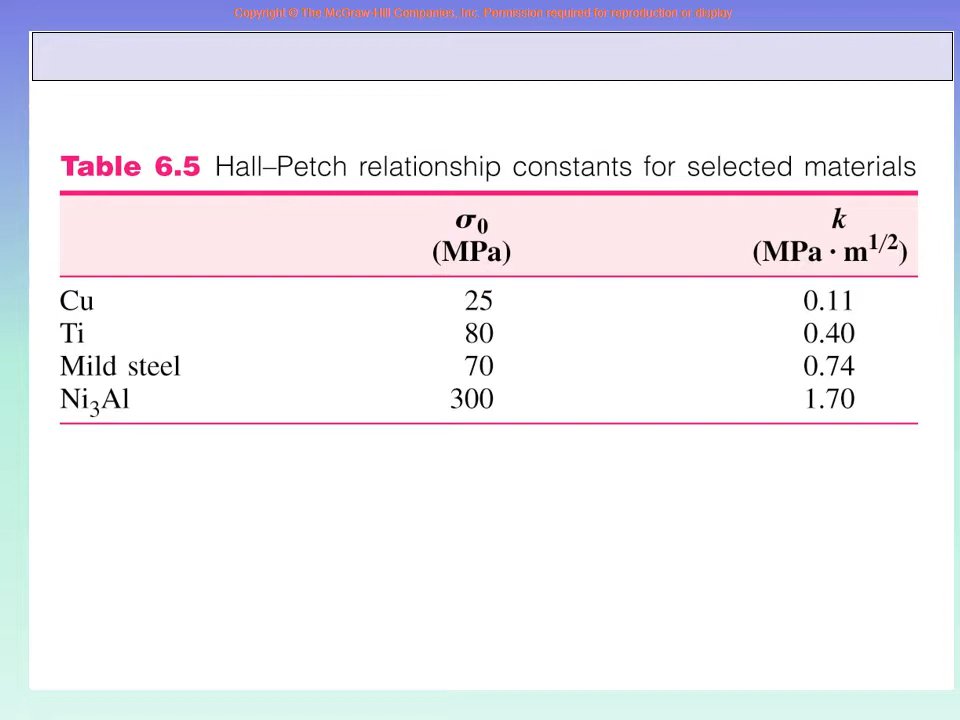 Copyright © The McGraw-Hill Companies, Inc. Permission required for reproduction or display
Table 6.5 Hall–Petch relationship constants for selected materials
σ0 k
(MPa) (MPa · m1/2)
Cu 25 0.11
Ti 80 0.40
Mild steel 70 0.74
Ni3Al 300 1.70